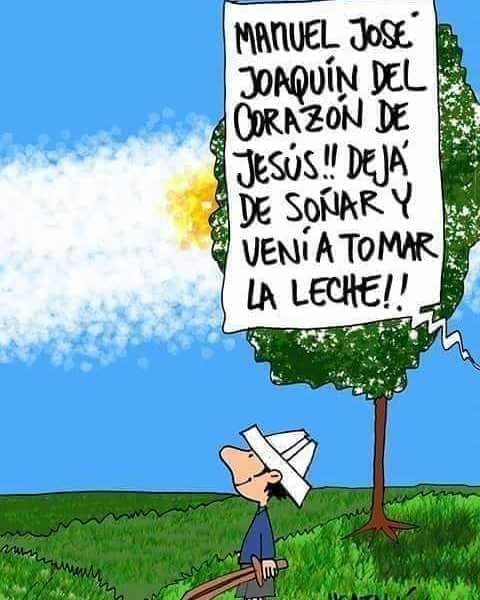 MANUEL JOSÉ
JOAQUÍN DEL
CORAZÓN DE
JESÚS!! DEJÁ
DE SOÑAR Y
VENÍ A TOMAR
LA LECHE!!